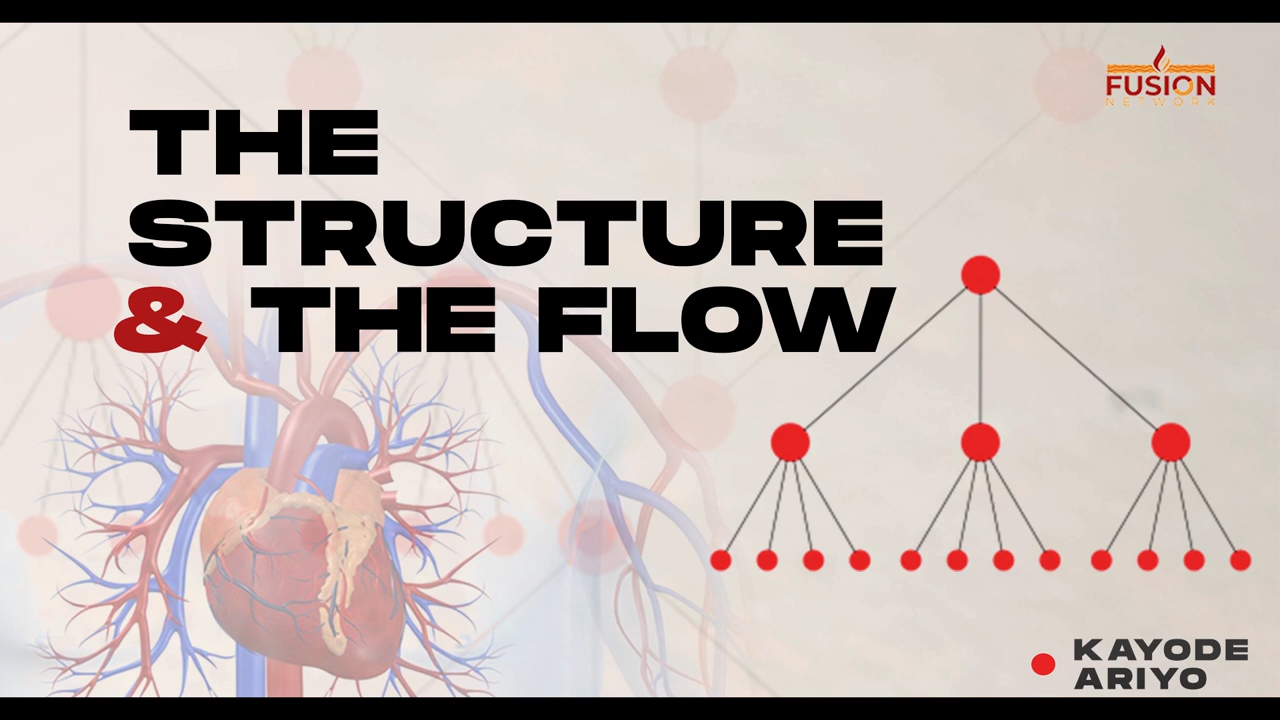 FUSION
NETWORK
THE
STRUCTURE
& THE FLOW
KAYODE
ARIYO